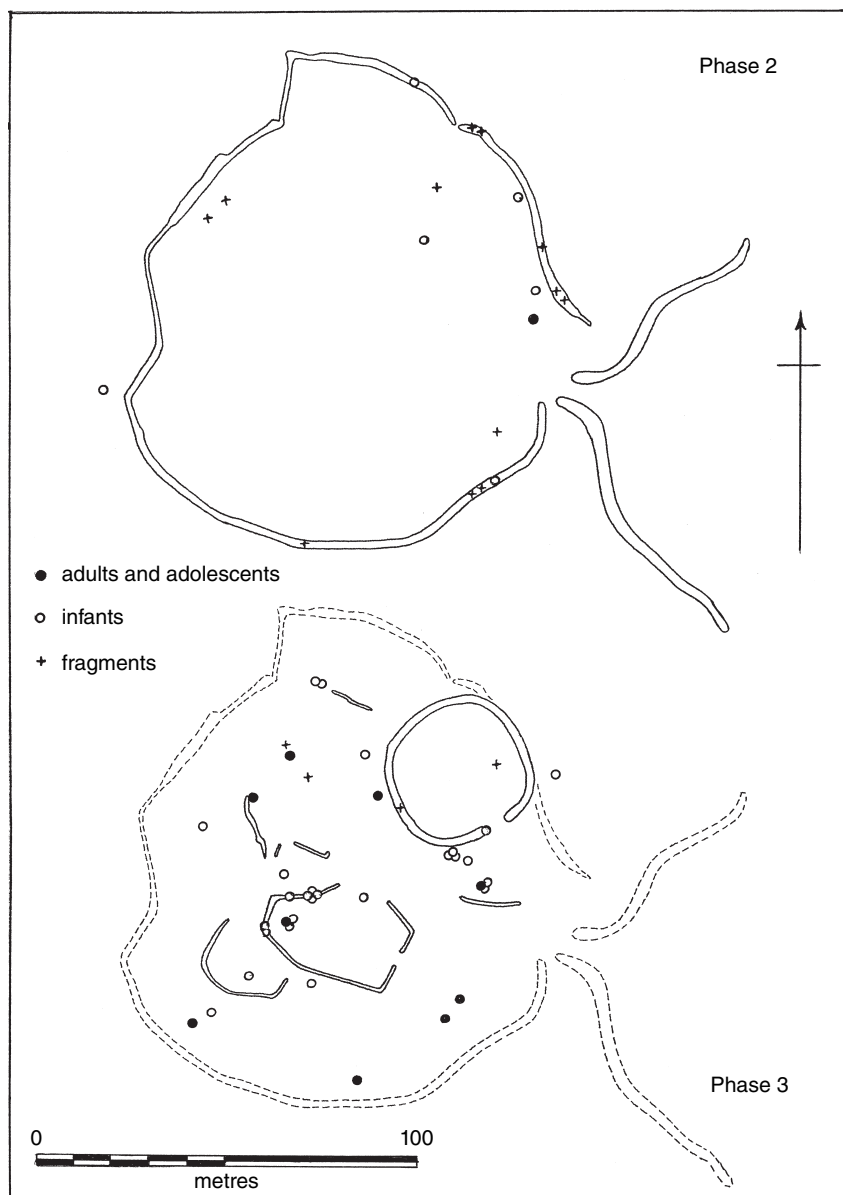 Phase 2
adults and adolescents
infants
fragments
Phase 3
0 100
metres